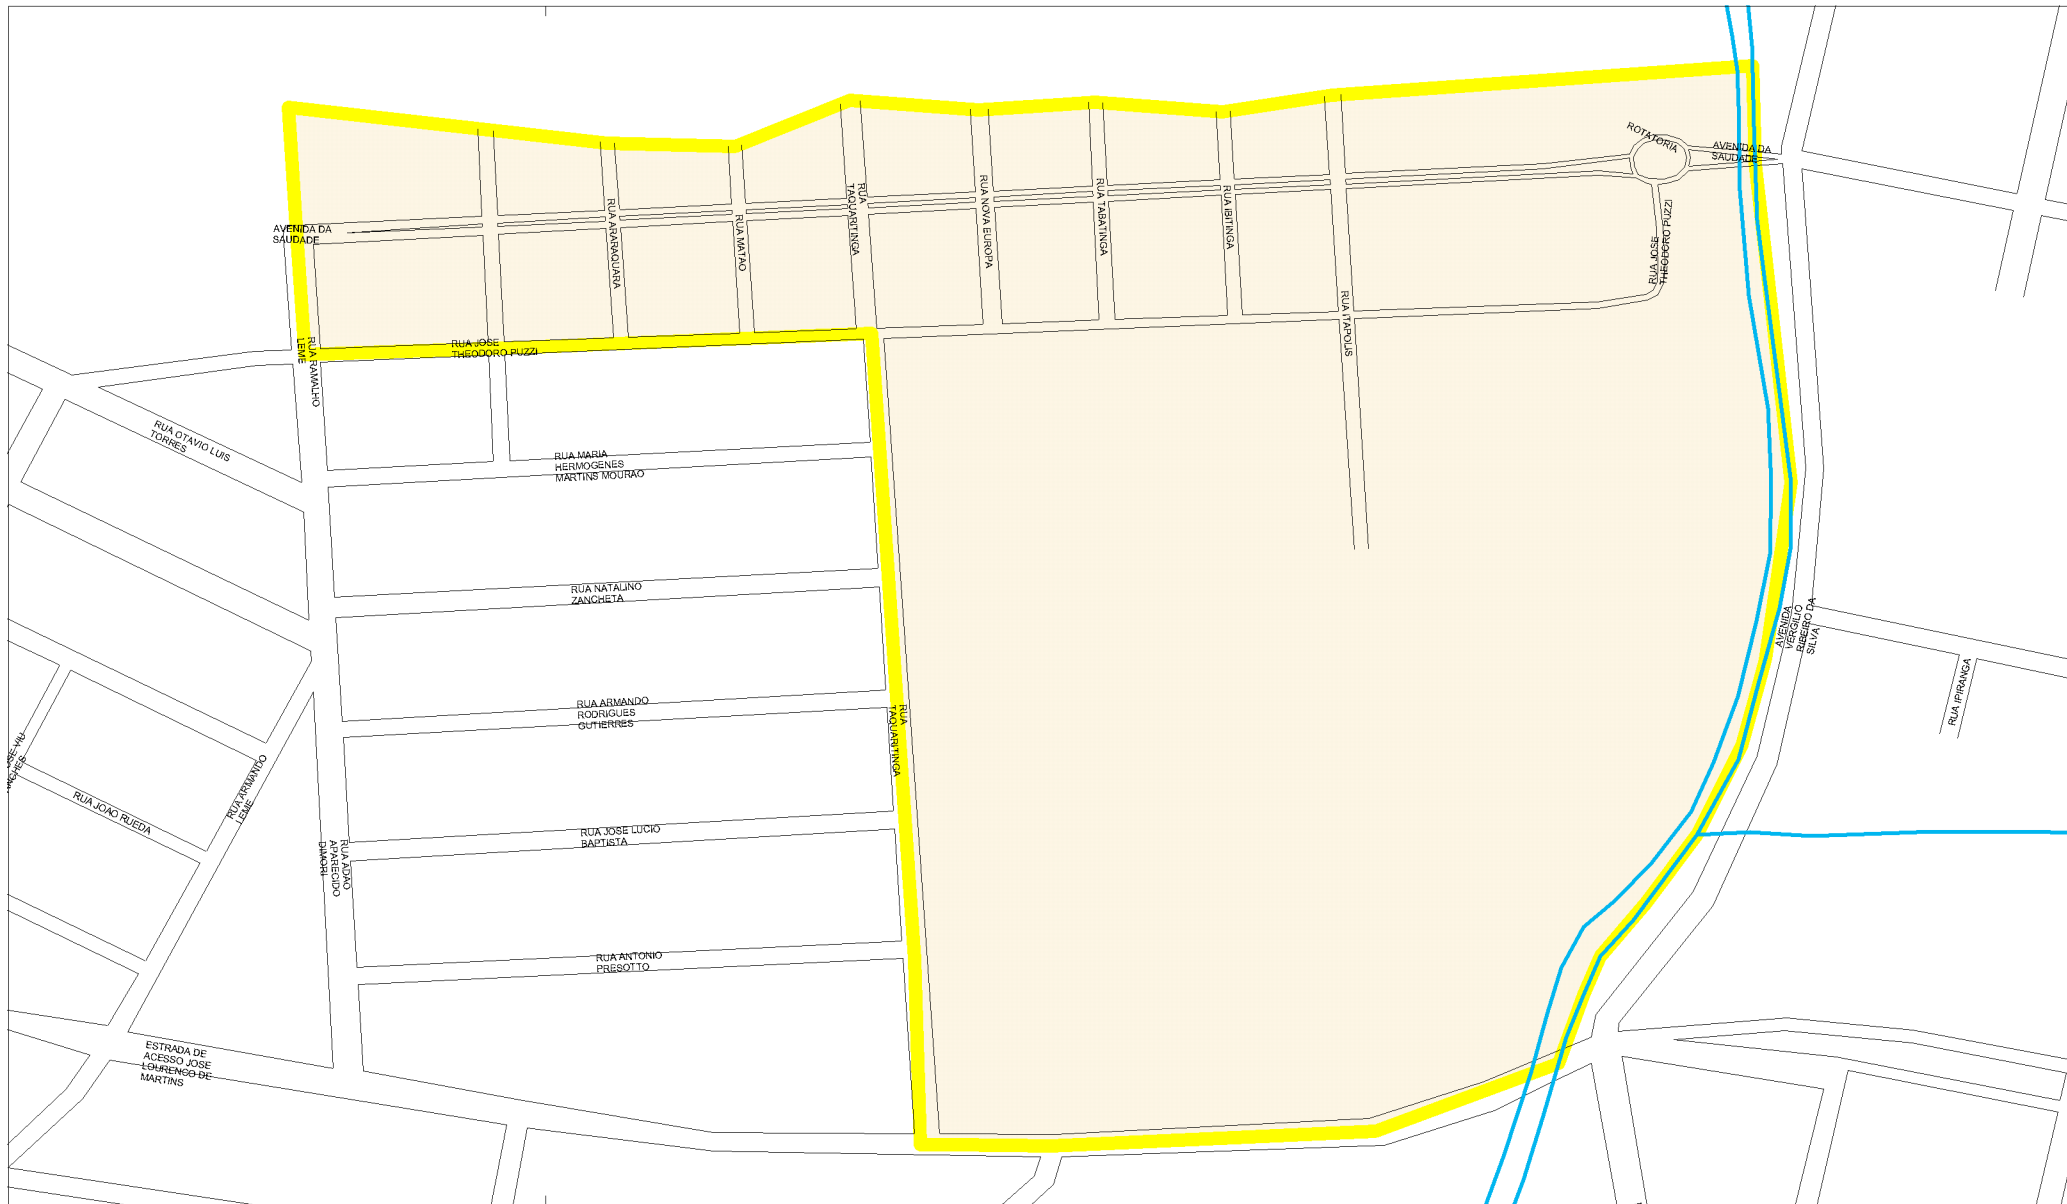 ROTATORIA
AVENIDA DA
SAUDADE
AVENIDA DA
SAUDADE
RUA ARARAQUARA
RUA MATAO
RUA
TAQUARITINGA
RUA NOVA EUROPA
RUA TABATINGA
RUA IBITINGA
RUA ITAPOLIS
RUA JOSE
THEODORO PUZZI
RUA JOSE
THEODORO PUZZI
RUA RAMALHO
LEME
RUA OTAVIO LUIS
TORRES
RUA MARIA
HERMOGENES
MARTINS MOURAO
RUA NATALINO
ZANCHETA
RUA ARMANDO
RODRIGUES
GUTIERRES
RUA
TAQUARITINGA
AVENIDA
VERGILIO
RIBEIRO DA
SILVA
RUA IPIRANGA
RUA JOAO RUEDA
RUA ARMANDO
LEME
RUA JOSE LUCIO
BAPTISTA
RUA ADAO
APARECIDO
DIMORI
RUA ANTONIO
PRESOTTO
ESTRADA DE
ACESSO JOSE
LOURENCO DE
MARTINS